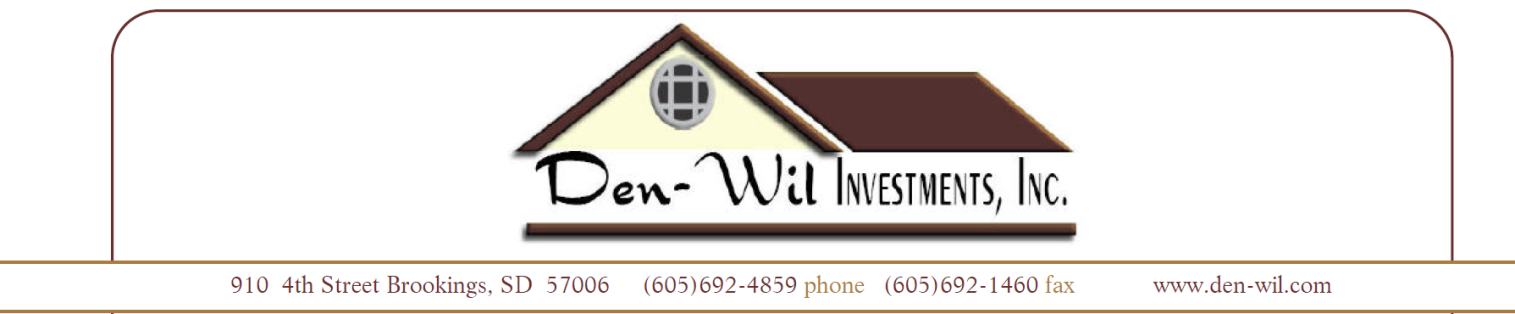 Den-Wil Investments, Inc.
910 4th Street Brookings, SD 57006 (605)692-4859 phone (605)692-1460 fax www.den-wil.com